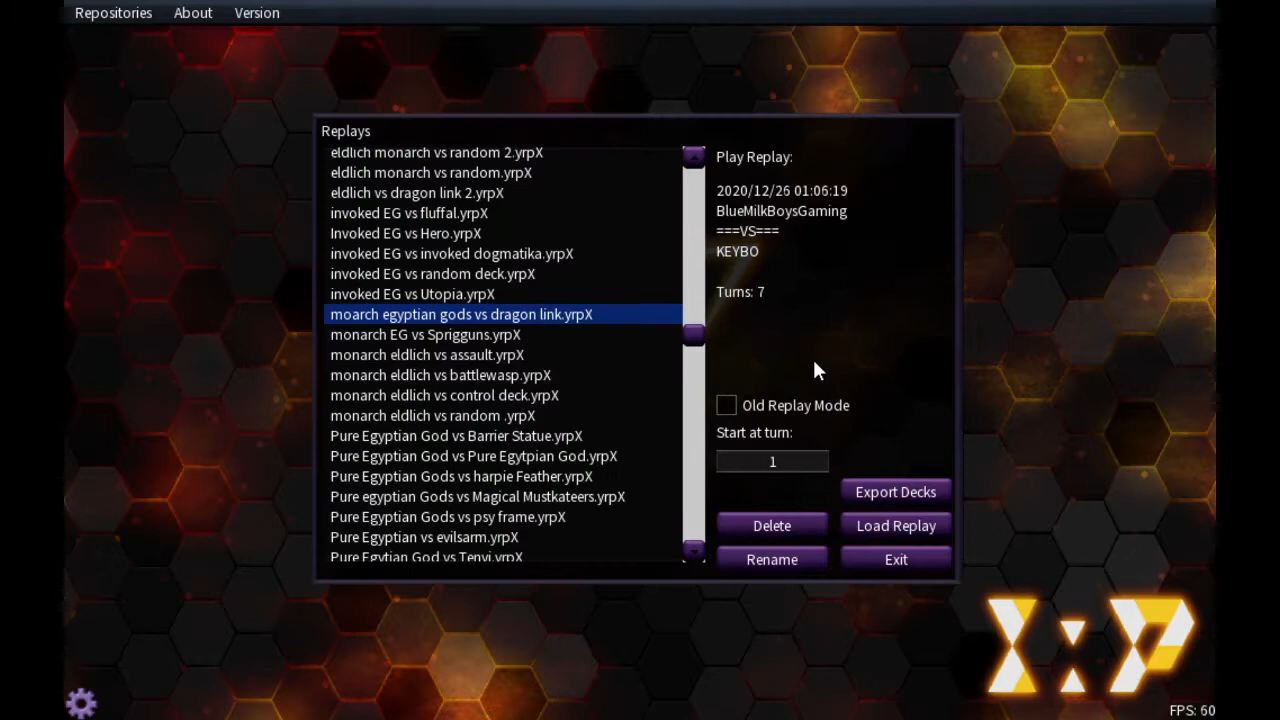 Repositories About Version
Replays
eldlich monarch vs random 2.yrpX
eldlich monarch vs random.yrpX
eldlich vs dragon link 2.yrpX
invoked EG vs fluffal.yrpX
Invoked EG vs Hero.yrpX
invoked EG vs invoked dogmatika.yrpX
invoked EG vs random deck.yrpX
invoked EG vs Utopia.yrpX
moarch egyptian gods vs dragon link.yrpX
monarch EG vs Sprigguns.yrpX
monarch eldlich vs assault.yrpX
monarch eldlich vs battlewasp.yrpX
monarch eldlich vs control deck.yrpX
monarch eldlich vs random .yrpX
Pure Egyptian God vs Barrier Statue.yrpX
Pure Egyptian God vs Pure Egytpian God.yrpX
Pure Egyptian Gods vs harpie Feather.yrpX
Pure egyptian Gods vs Magical Mustkateers.yrpX
Pure Egyptian Gods vs psy frame.yrpX
Pure Egyptian vs evilsarm.yrpX
Pure Egytian God vs Tenyi.yrpX
Play Replay:
2020/12/26 01:06:19
BlueMilkBoysGaming
===VS===
KEYBO
Turns: 7
Old Replay Mode
Start at turn:
1
Export Decks
Delete
Load Replay
Rename
Exit
X:P
FPS: 60